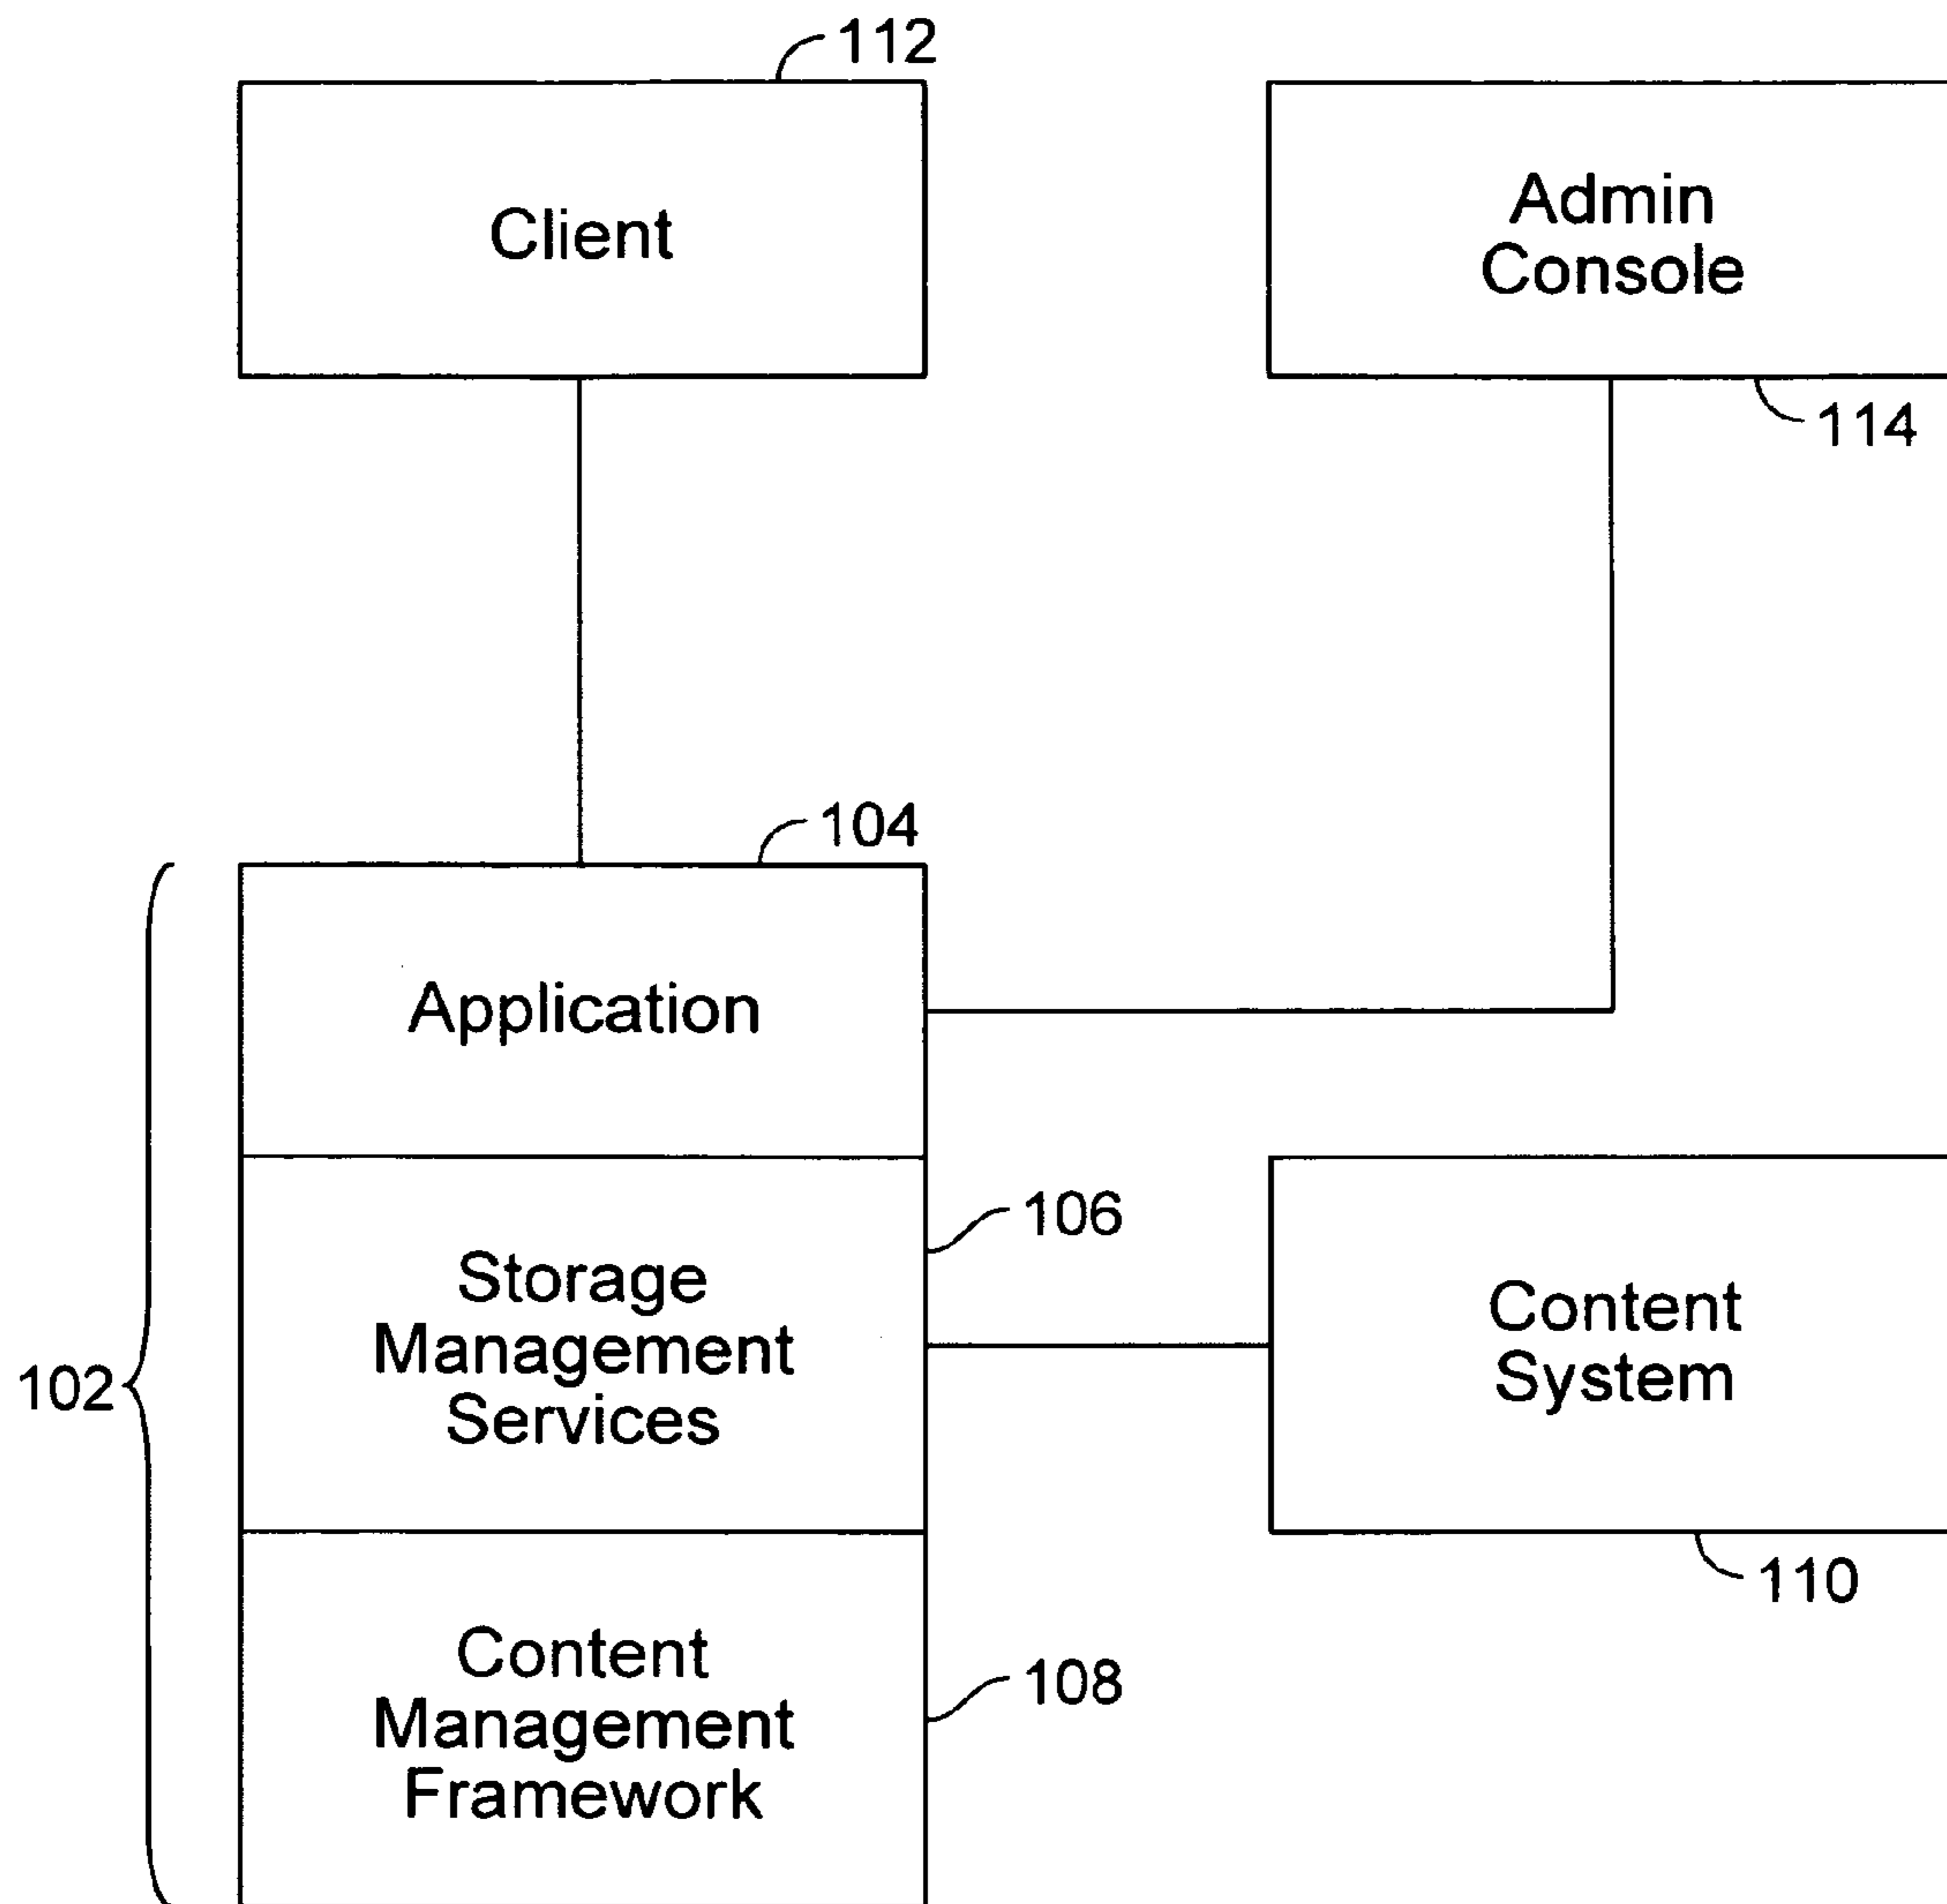 112
Client
Admin
Console
114
104
Application
106
Storage
Management
Services
Content
System
102
110
Content
Management
Framework
108